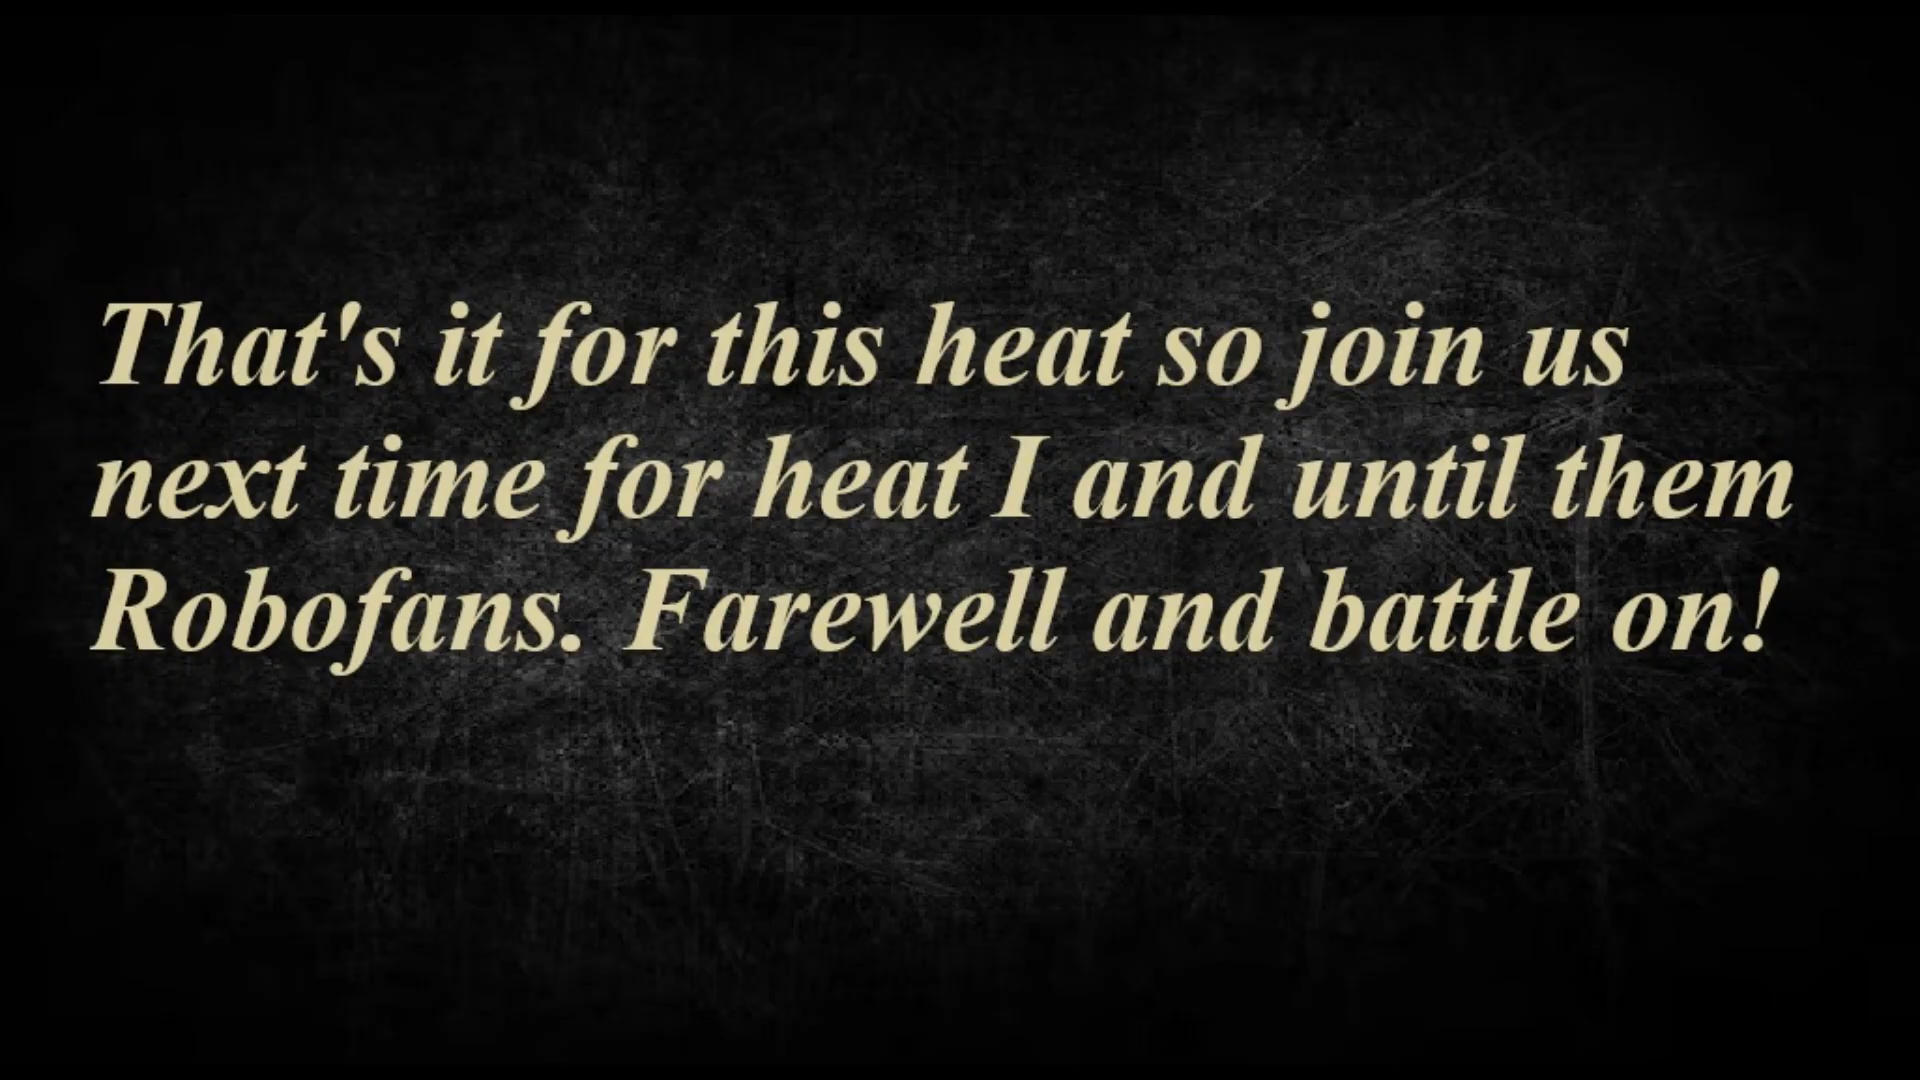 That's it for this heat so join us
next time for heat I and until them
Robofans. Farewell and battle on!